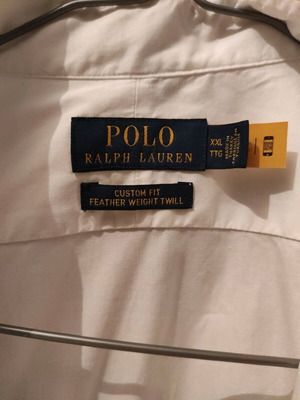 POLO
RALPH LAUREN
XXL
TTG
CUSTOM FIT
FEATHER WEIGHT TWILL